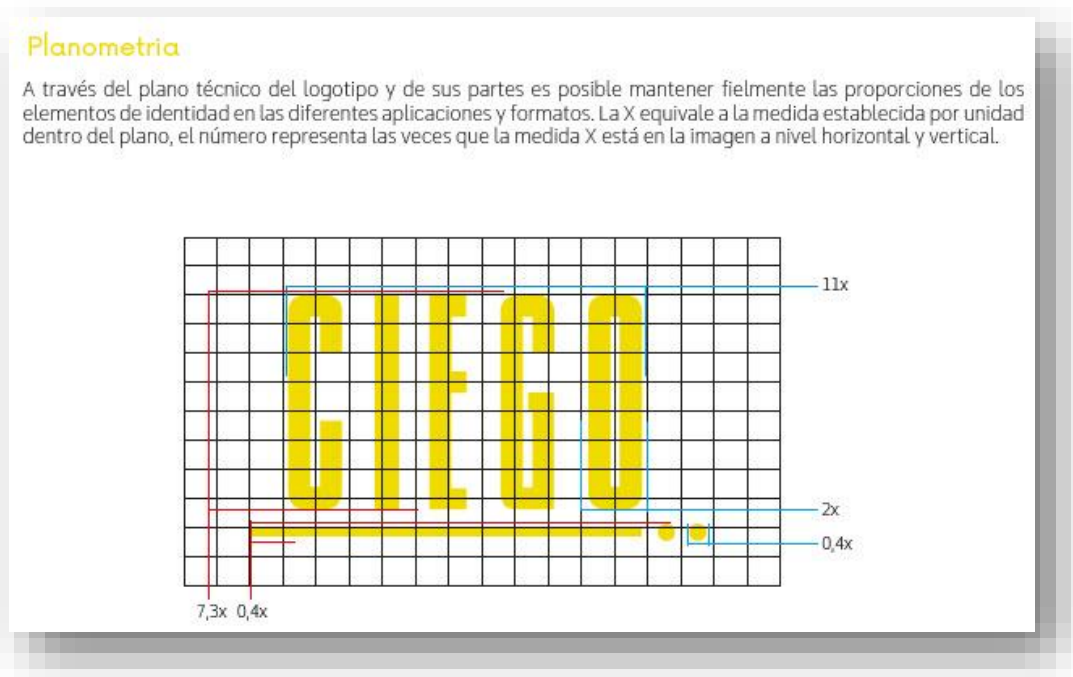 Planometria
A través del plano técnico del logotipo y de sus partes es posible mantener fielmente las proporciones de los
elementos de identidad en las diferentes aplicaciones y formatos. La X equivale a la medida establecida por unidad
dentro del plano, el número representa las veces que la medida X está en la imagen a nivel horizontal y vertical.
11x
CIEGO
2x
0,4x
7,3x 0,4x